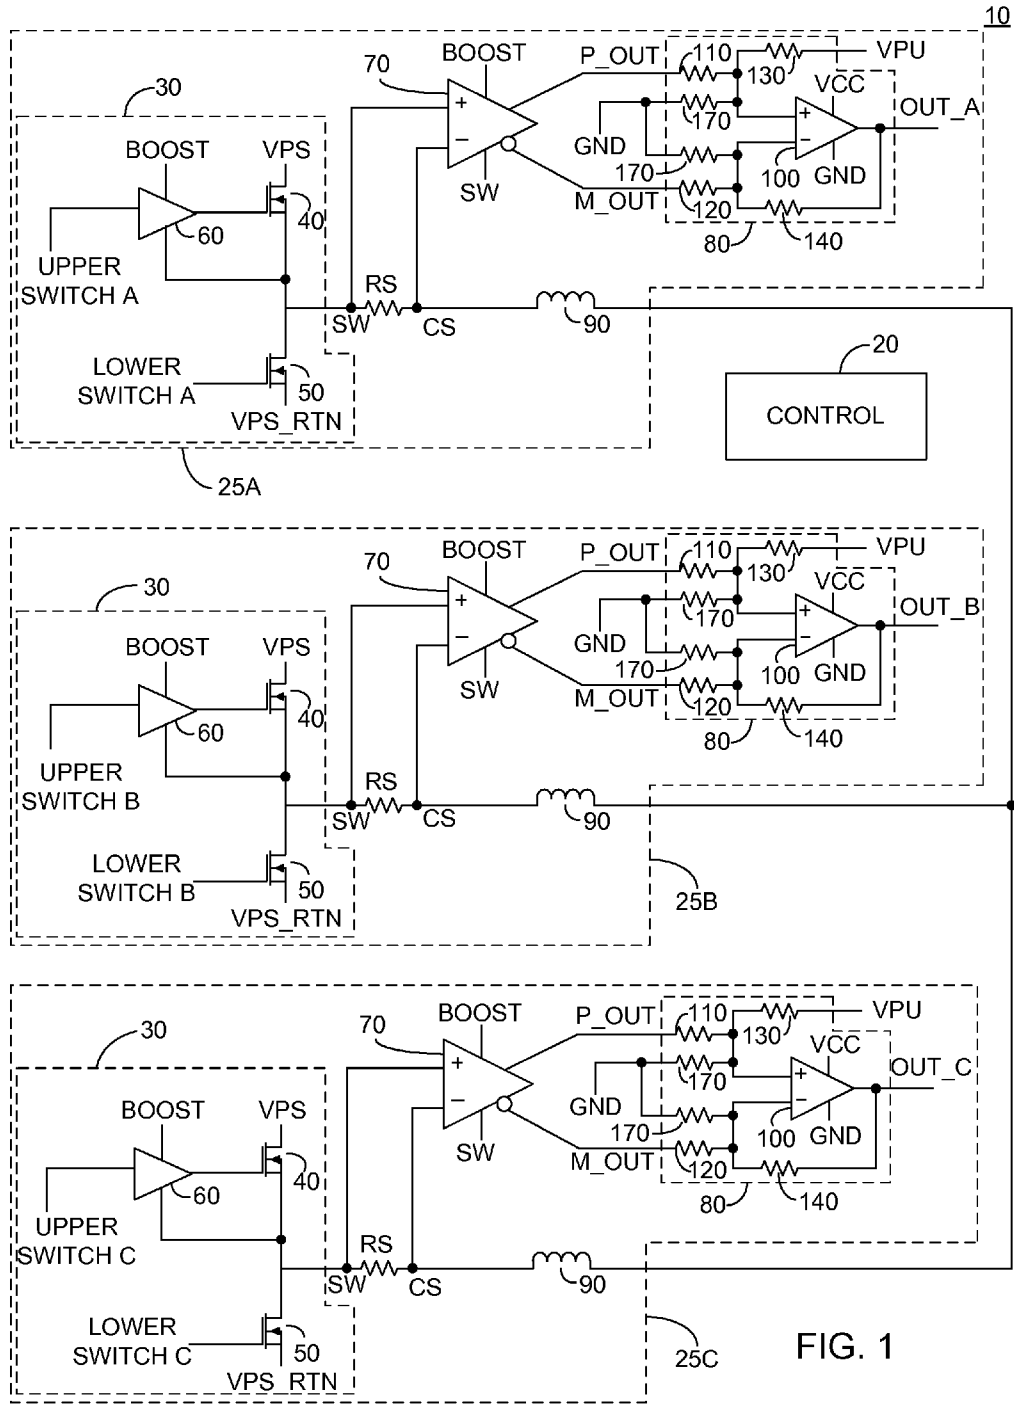 10
BOOST
P_OUT
110
VPU
70
130
VCC
OUT_A
30
GND
170
BOOST
VPS
170
100
GND
SW
M_OUT
120
40
60
80
140
UPPER
SWITCH A
RS
SW
CS
90
20
LOWER
SWITCH A
50
CONTROL
VPS_RTN
25A
BOOST
P_OUT
110
VPU
70
130
VCC
OUT_B
30
GND
170
BOOST
VPS
170
100
GND
SW
M_OUT
120
40
60
80
140
UPPER
SWITCH B
RS
SW
CS
90
LOWER
SWITCH B
50
25B
VPS_RTN
BOOST
P_OUT
110
VPU
70
130
VCC
OUT_C
30
GND
170
BOOST
VPS
170
100
GND
SW
M_OUT
120
40
60
80
140
UPPER
SWITCH C
RS
SW
CS
90
LOWER
SWITCH C
50
25C
FIG. 1
VPS_RTN